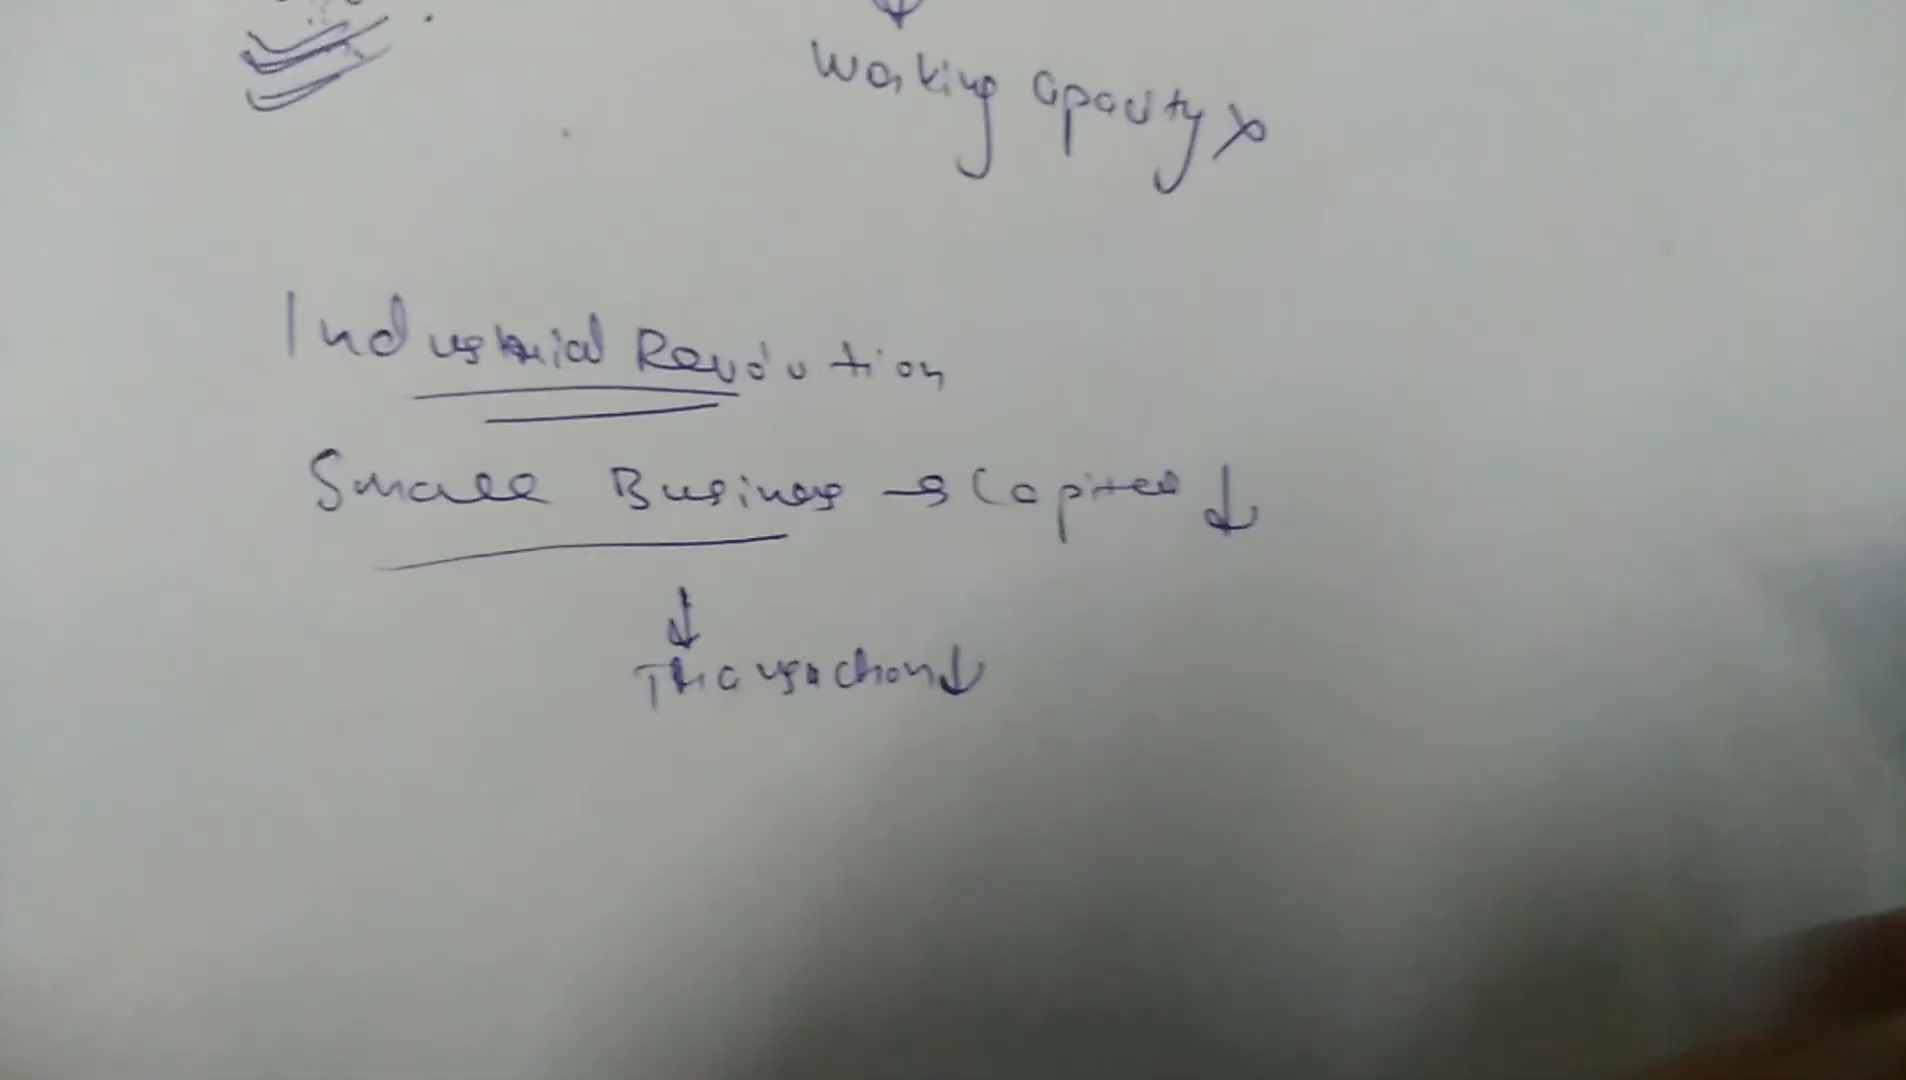 ↓
Working Capacity ×
Industrial Revolution
Small Business → Capital ↓
↓
Transaction ↓